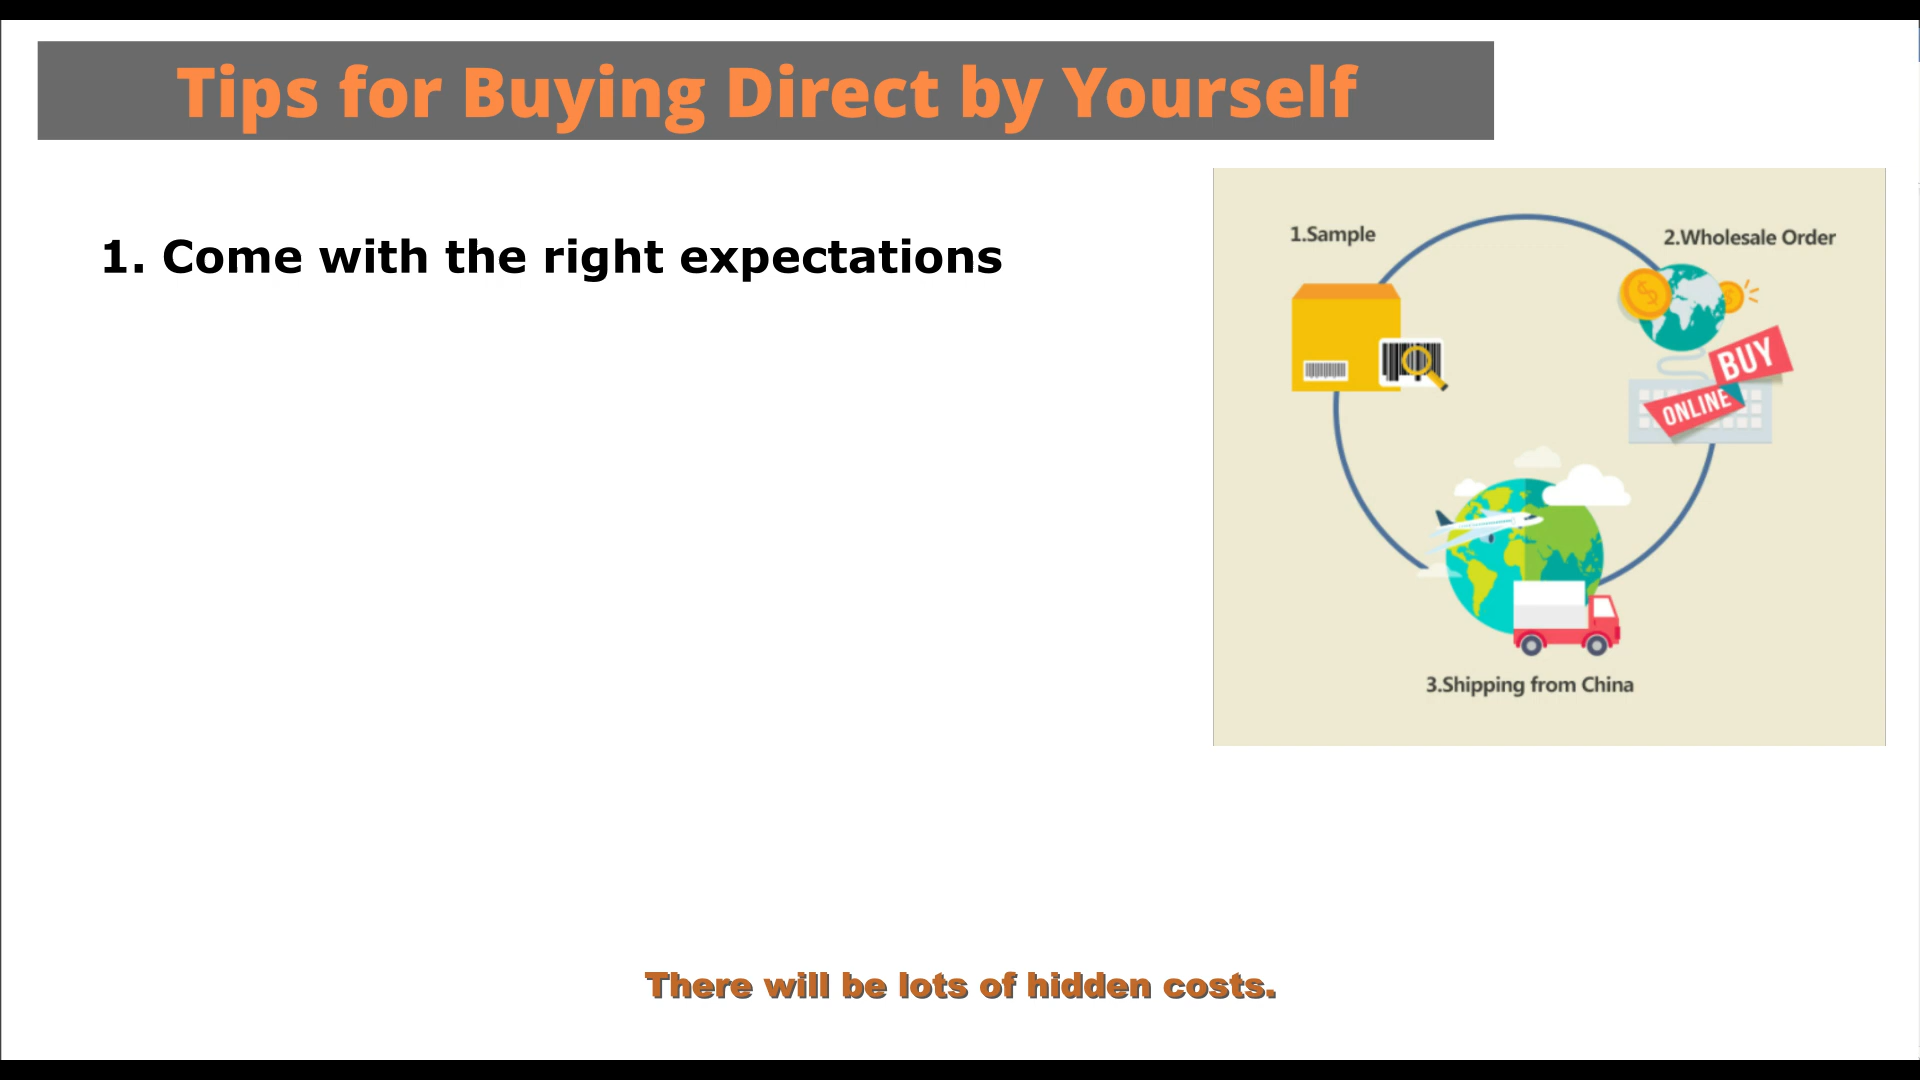 Tips for Buying Direct by Yourself
1. Come with the right expectations
1.Sample
2.Wholesale Order
BUY
ONLINE
3.Shipping from China
There will be lots of hidden costs.